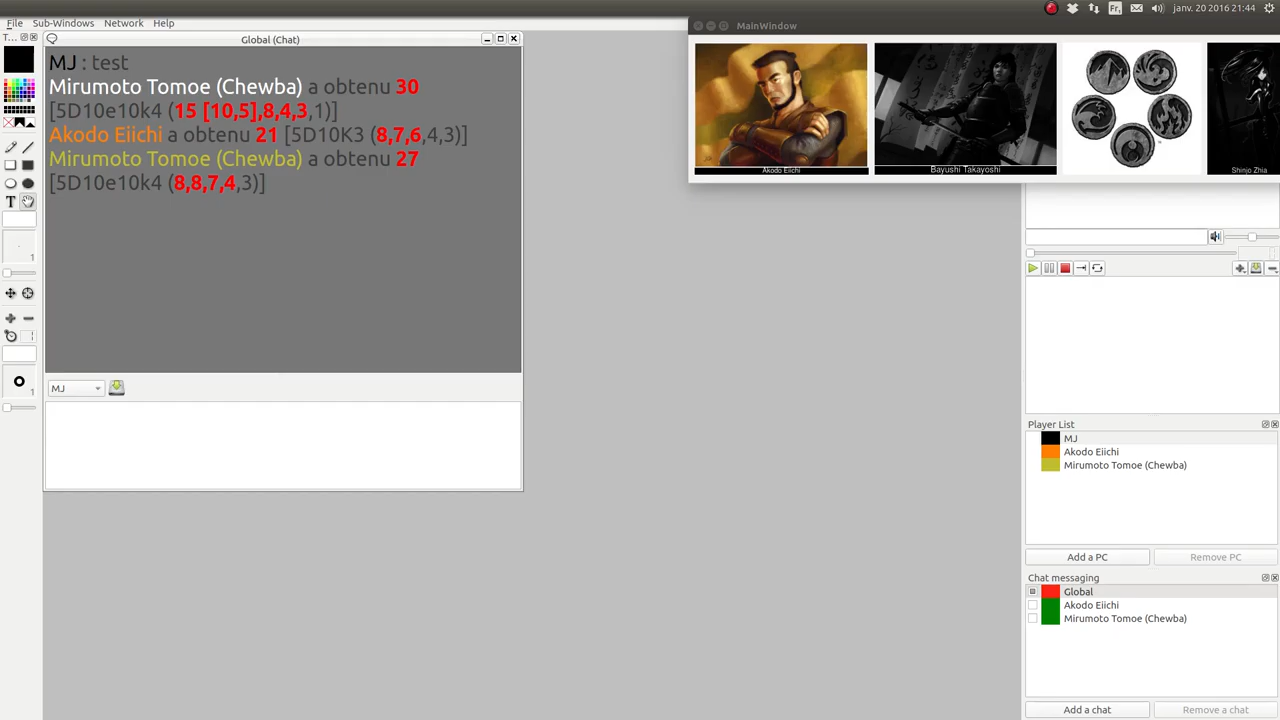 janv. 20 2016 21:44
Fr
File Sub-Windows Network Help
MainWindow
T...
Global (Chat)
MJ : test
Mirumoto Tomoe (Chewba) a obtenu 30
[5D10e10k4 (15 [10,5],8,4,3,1)]
Akodo Eiichi a obtenu 21 [5D10K3 (8,7,6,4,3)]
Mirumoto Tomoe (Chewba) a obtenu 27
[5D10e10k4 (8,8,7,4,3)]
Akodo Eiichi
Bayushi Takayoshi
Shinjo Zhia
T
1
1
MJ
Player List
MJ
Akodo Eiichi
Mirumoto Tomoe (Chewba)
Add a PC
Remove PC
Chat messaging
Global
Akodo Eiichi
Mirumoto Tomoe (Chewba)
Add a chat
Remove a chat